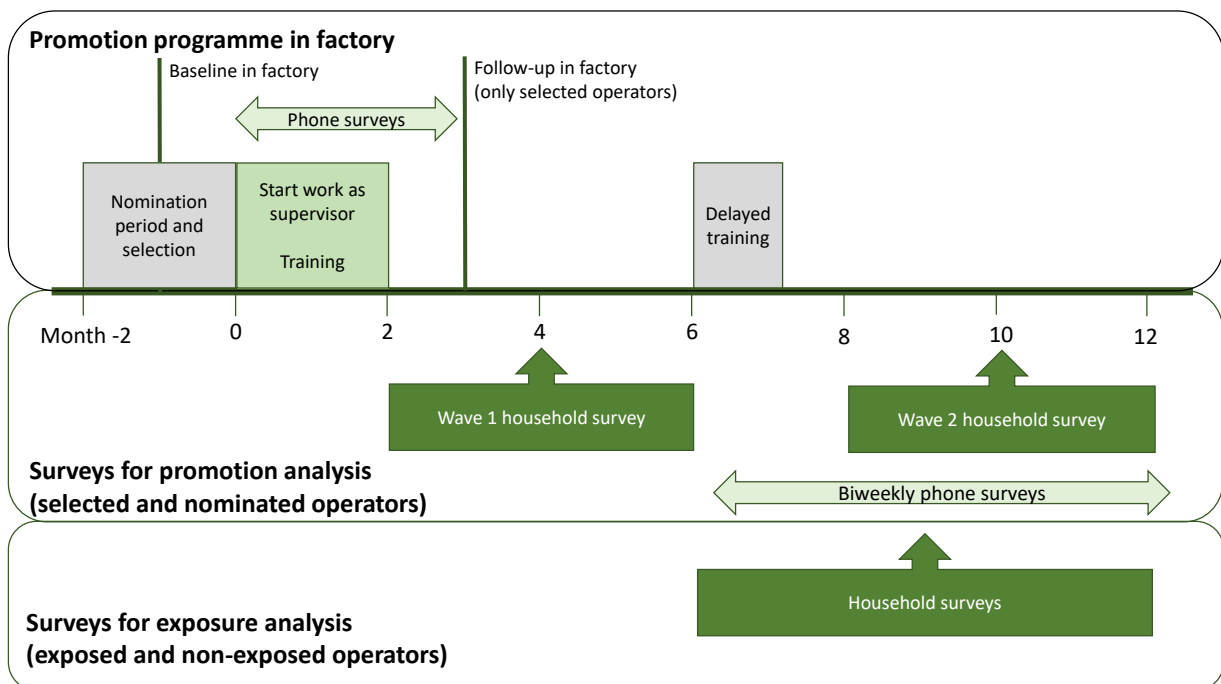 Promotion programme in factory
Baseline in factory
Follow-up in factory
(only selected operators)
Phone surveys
Nomination
period and
selection
Start work as
supervisor
Training
Delayed
training
Month -2
0
2
4
6
8
10
12
Wave 1 household survey
Wave 2 household survey
Surveys for promotion analysis
(selected and nominated operators)
Biweekly phone surveys
Household surveys
Surveys for exposure analysis
(exposed and non-exposed operators)